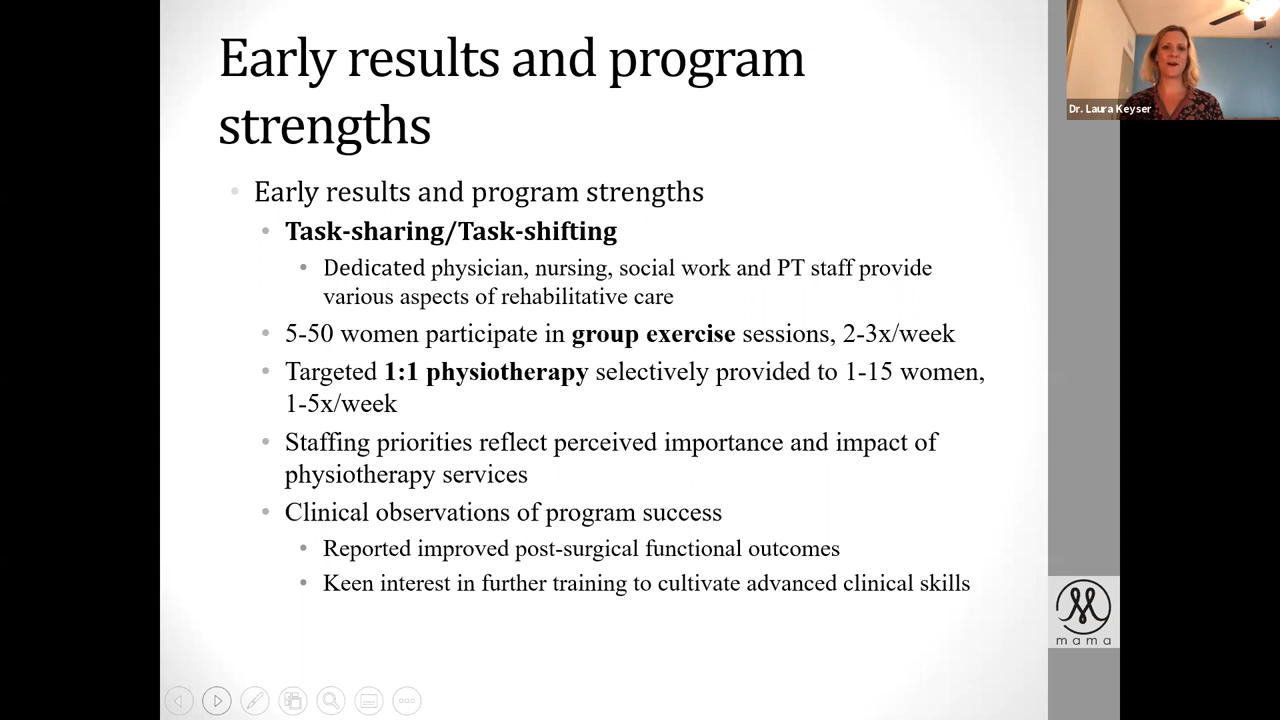 Early results and program
strengths
Early results and program strengths
Task-sharing/Task-shifting
Dedicated physician, nursing, social work and PT staff provide
various aspects of rehabilitative care
5-50 women participate in group exercise sessions, 2-3x/week
Targeted 1:1 physiotherapy selectively provided to 1-15 women,
1-5x/week
Staffing priorities reflect perceived importance and impact of
physiotherapy services
Clinical observations of program success
Reported improved post-surgical functional outcomes
Keen interest in further training to cultivate advanced clinical skills
Dr. Laura Keyser
mama